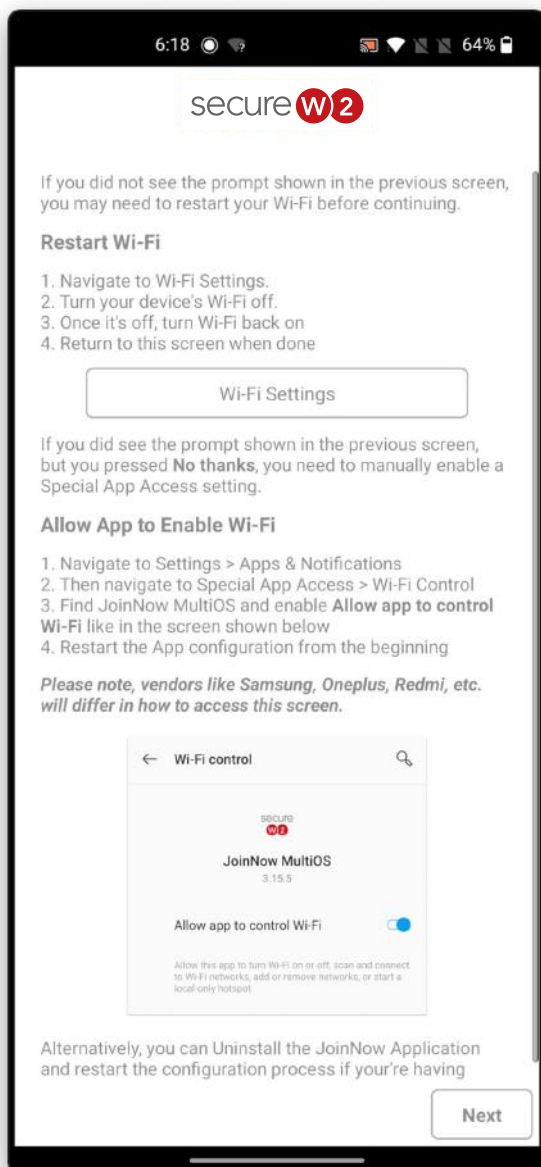 6:18
64%
secure W2
If you did not see the prompt shown in the previous screen,
you may need to restart your Wi-Fi before continuing.
Restart Wi-Fi
1. Navigate to Wi-Fi Settings.
2. Turn your device's Wi-Fi off.
3. Once it's off, turn Wi-Fi back on
4. Return to this screen when done
Wi-Fi Settings
If you did see the prompt shown in the previous screen,
but you pressed No thanks, you need to manually enable a
Special App Access setting.
Allow App to Enable Wi-Fi
1. Navigate to Settings > Apps & Notifications
2. Then navigate to Special App Access > Wi-Fi Control
3. Find JoinNow MultiOS and enable Allow app to control
Wi-Fi like in the screen shown below
4. Restart the App configuration from the beginning
Please note, vendors like Samsung, Oneplus, Redmi, etc.
will differ in how to access this screen.
Wi-Fi control
secure
W2
JoinNow MultiOS
3.15.5
Allow app to control Wi-Fi
Allow this app to turn Wi-Fi on or off, scan and connect
to Wi-Fi networks, add or remove networks, or start a
local-only hotspot
Alternatively, you can Uninstall the JoinNow Application
and restart the configuration process if your're having
Next